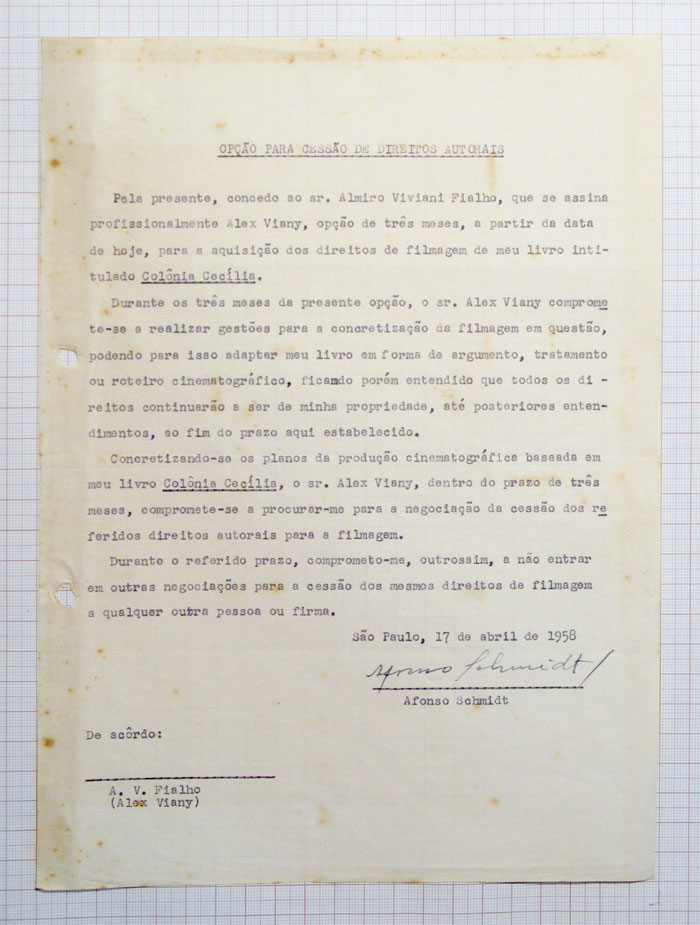 OPÇÃO PARA CESSÃO DE DIREITOS AUTORAIS
Pela presente, concedo ao sr. Almiro Viviani Fialho, que se assina
profissionalmente Alex Viany, opção de três meses, a partir da data
de hoje, para a aquisição dos direitos de filmagem de meu livro inti-
tulado Colônia Cecília.
Durante os três meses da presente opção, o sr. Alex Viany comprome
te-se a realizar gestões para a concretização da filmagem em questão,
podendo para isso adaptar meu livro em forma de argumento, tratamento
ou roteiro cinematográfico, ficando porém entendido que todos os di -
reitos continuarão a ser de minha propriedade, até posteriores enten-
dimentos, ao fim do prazo aqui estabelecido.
Concretizando-se os planos da produção cinematográfica baseada em
meu livro Colônia Cecília, o sr. Alex Viany, dentro do prazo de três
meses, compromete-se a procurar-me para a negociação da cessão dos re
feridos direitos autorais para a filmagem.
Durante o referido prazo, comprometo-me, outrossim, a não entrar
em outras negociações para a cessão dos mesmos direitos de filmagem
a qualquer outra pessoa ou firma.
São Paulo, 17 de abril de 1958
Afonso Schmidt
Afonso Schmidt
De acôrdo:
A. V. Fialho
(Alex Viany)